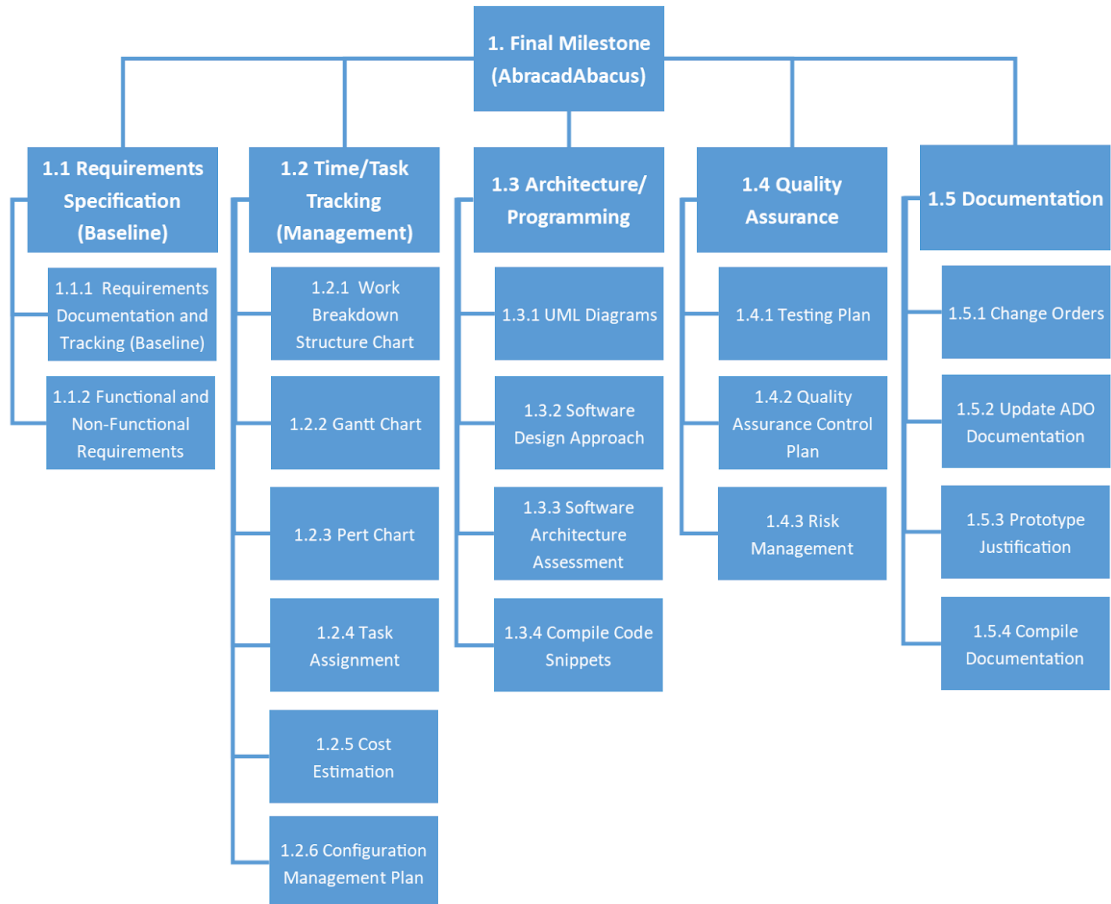 1. Final Milestone
(AbracadAbacus)
1.1 Requirements
Specification
(Baseline)
1.1.1  Requirements
Documentation and
Tracking (Baseline)
1.1.2 Functional and
Non-Functional
Requirements
1.2 Time/Task
Tracking
(Management)
1.2.1  Work
Breakdown
Structure Chart
1.2.2 Gantt Chart
1.2.3 Pert Chart
1.2.4 Task
Assignment
1.2.5 Cost
Estimation
1.2.6 Configuration
Management Plan
1.3 Architecture/
Programming
1.3.1 UML Diagrams
1.3.2 Software
Design Approach
1.3.3 Software
Architecture
Assessment
1.3.4 Compile Code
Snippets
1.4 Quality
Assurance
1.4.1 Testing Plan
1.4.2 Quality
Assurance Control
Plan
1.4.3 Risk
Management
1.5 Documentation
1.5.1 Change Orders
1.5.2 Update ADO
Documentation
1.5.3 Prototype
Justification
1.5.4 Compile
Documentation